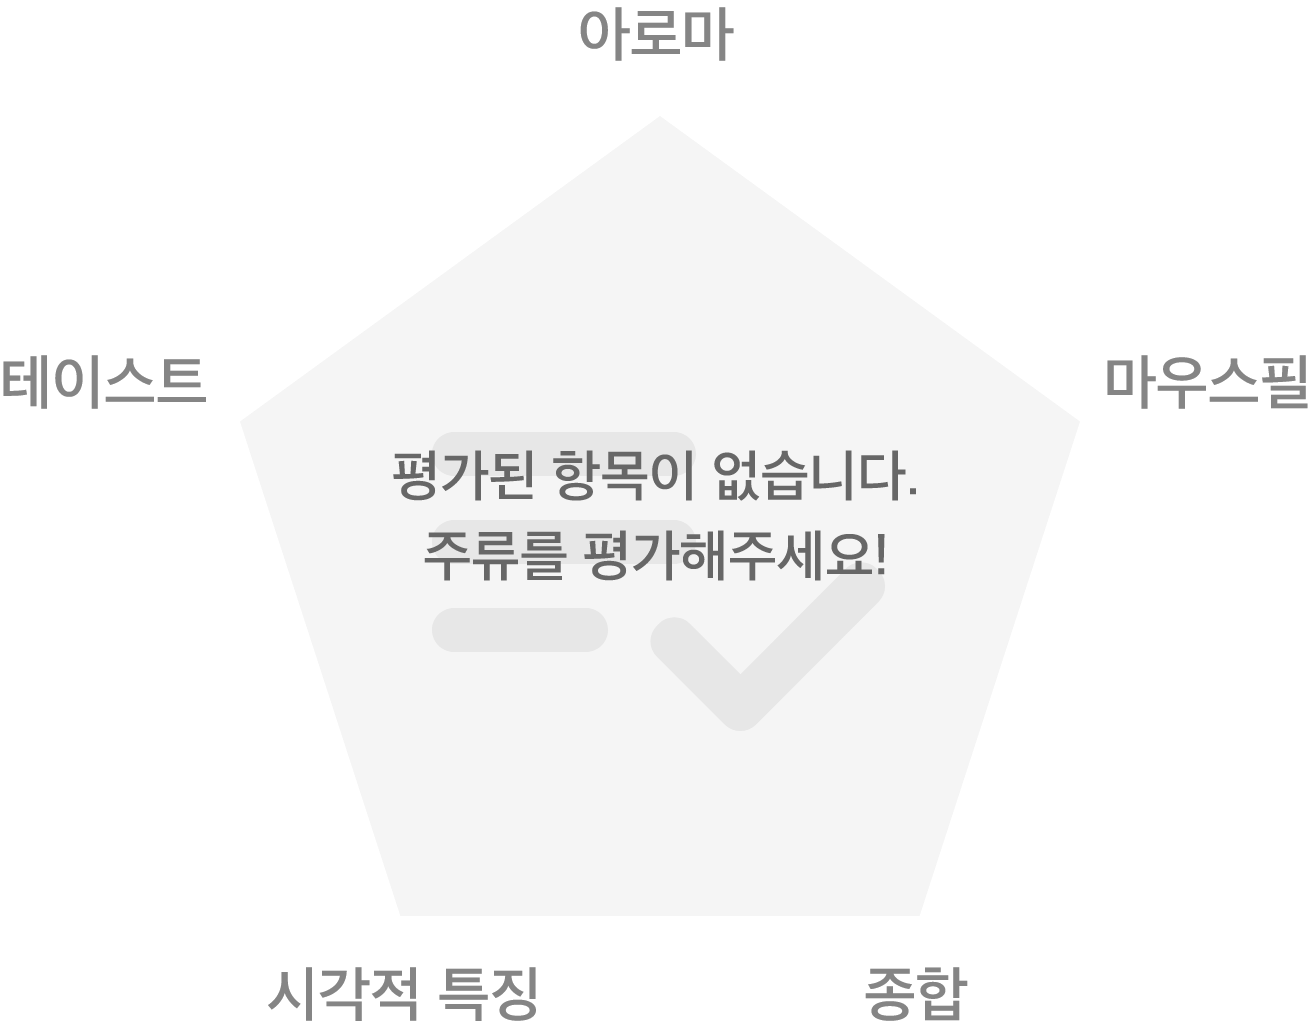 아로마
테이스트
마우스필
평가된 항목이 없습니다.
주류를 평가해주세요!
시각적 특징
종합